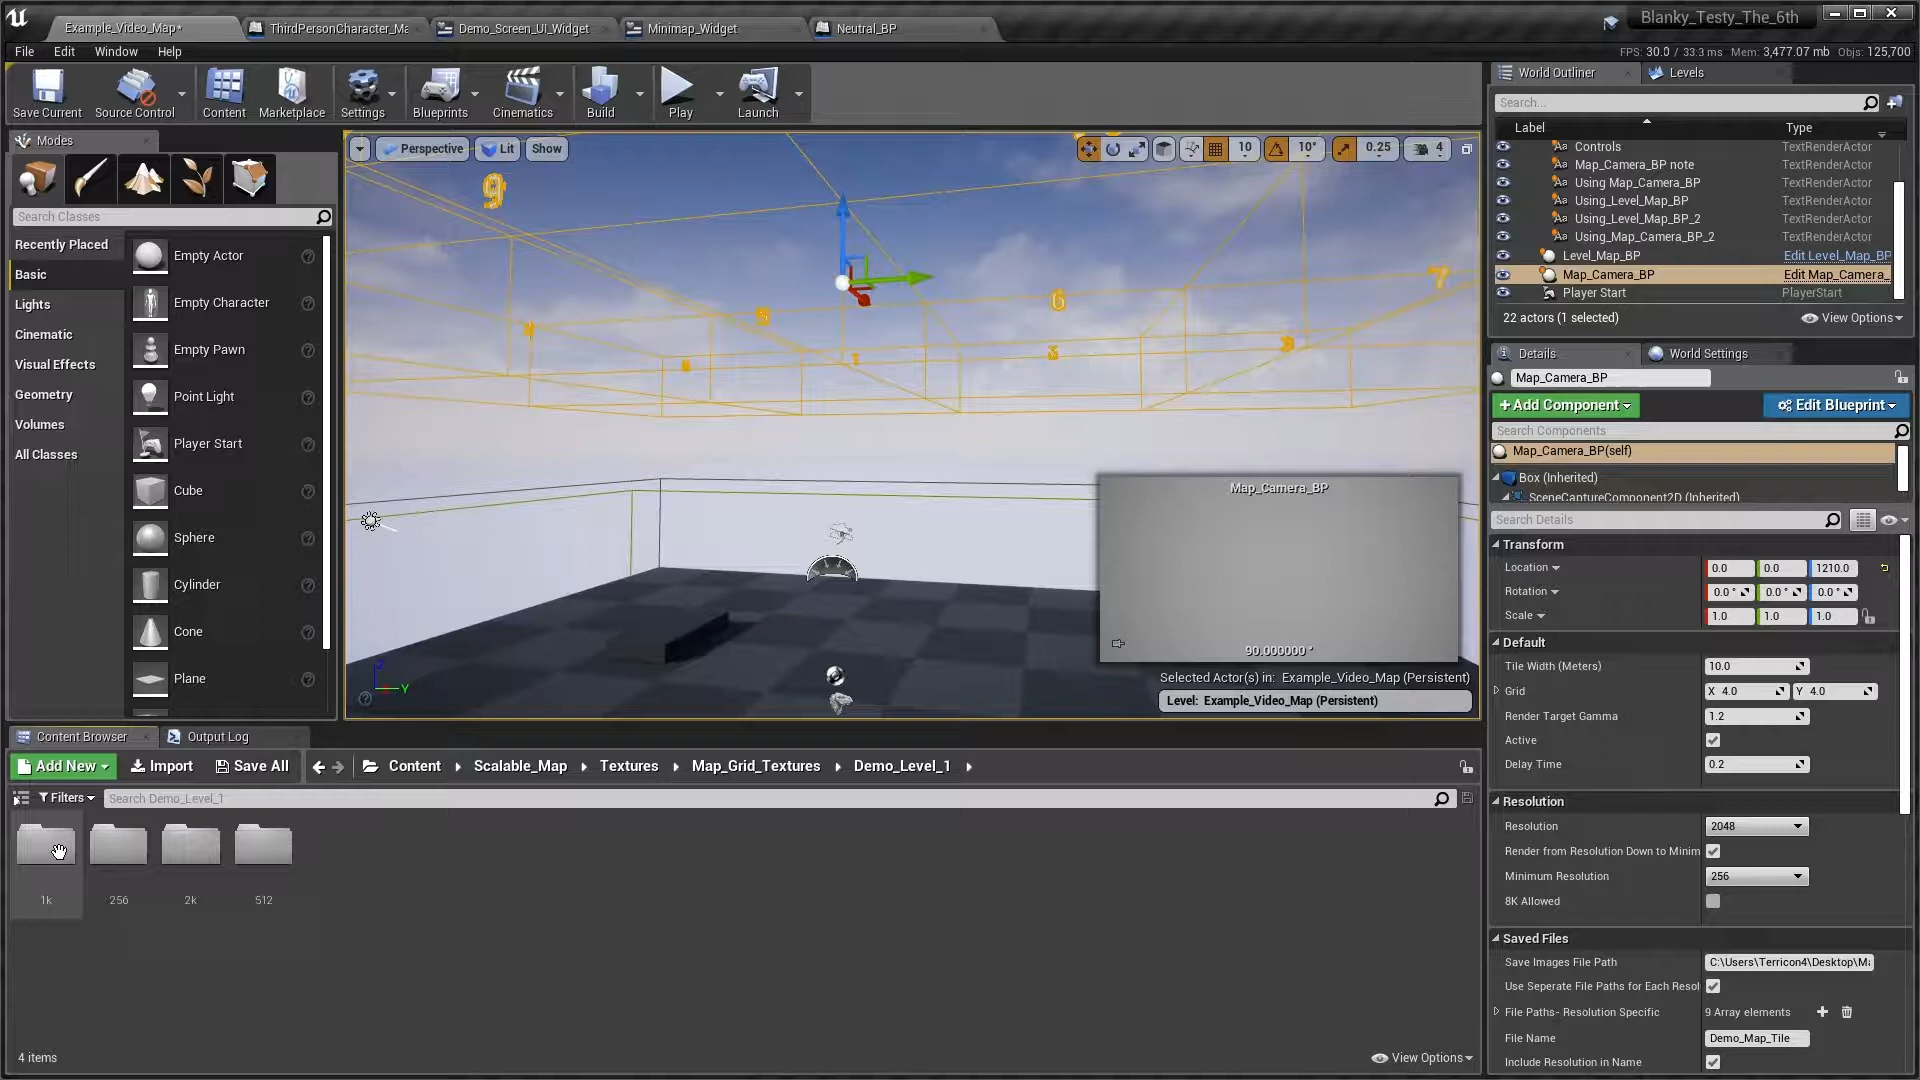 Example_Video_Map*
ThirdPersonCharacter_Ma
Demo_Screen_UI_Widget
Minimap_Widget
Neutral_BP
Blanky_Testy_The_6th
File
Edit
Window
Help
FPS: 30.0 / 33.3 ms  Mem: 3,477.07 mb  Objs: 125,700
Save Current
Source Control
Content
Marketplace
Settings
Blueprints
Cinematics
Build
Play
Launch
World Outliner
Levels
Search...
Label
Type
Controls
TextRenderActor
Map_Camera_BP note
TextRenderActor
Using Map_Camera_BP
TextRenderActor
Using_Level_Map_BP
TextRenderActor
Using_Level_Map_BP_2
TextRenderActor
Using_Map_Camera_BP_2
TextRenderActor
Level_Map_BP
Edit Level_Map_BP
Map_Camera_BP
Edit Map_Camera_
Player Start
PlayerStart
22 actors (1 selected)
View Options
Modes
Search Classes
Recently Placed
Basic
Lights
Cinematic
Visual Effects
Geometry
Volumes
All Classes
Empty Actor
Empty Character
Empty Pawn
Point Light
Player Start
Cube
Sphere
Cylinder
Cone
Plane
Perspective
Lit
Show
10
10°
0.25
4
9
6
7
1
Y
Map_Camera_BP
90.000000 °
Selected Actor(s) in:  Example_Video_Map (Persistent)
Level:  Example_Video_Map (Persistent)
Details
World Settings
Map_Camera_BP
+Add Component
Edit Blueprint
Search Components
Map_Camera_BP(self)
Box (Inherited)
SceneCaptureComponent2D (Inherited)
Search Details
Transform
Location
0.0
0.0
1210.0
Rotation
0.0 °
0.0 °
0.0 °
Scale
1.0
1.0
1.0
Default
Tile Width (Meters)
10.0
Grid
X 4.0
Y 4.0
Render Target Gamma
1.2
Active
Delay Time
0.2
Resolution
Resolution
2048
Render from Resolution Down to Minim
Minimum Resolution
256
8K Allowed
Saved Files
Save Images File Path
C:\Users\Terricon4\Desktop\Ma
Use Seperate File Paths for Each Resol
File Paths- Resolution Specific
9 Array elements
File Name
Demo_Map_Tile
Include Resolution in Name
Content Browser
Output Log
Add New
Import
Save All
Content
Scalable_Map
Textures
Map_Grid_Textures
Demo_Level_1
Filters
Search Demo_Level_1
1k
256
2k
512
4 items
View Options